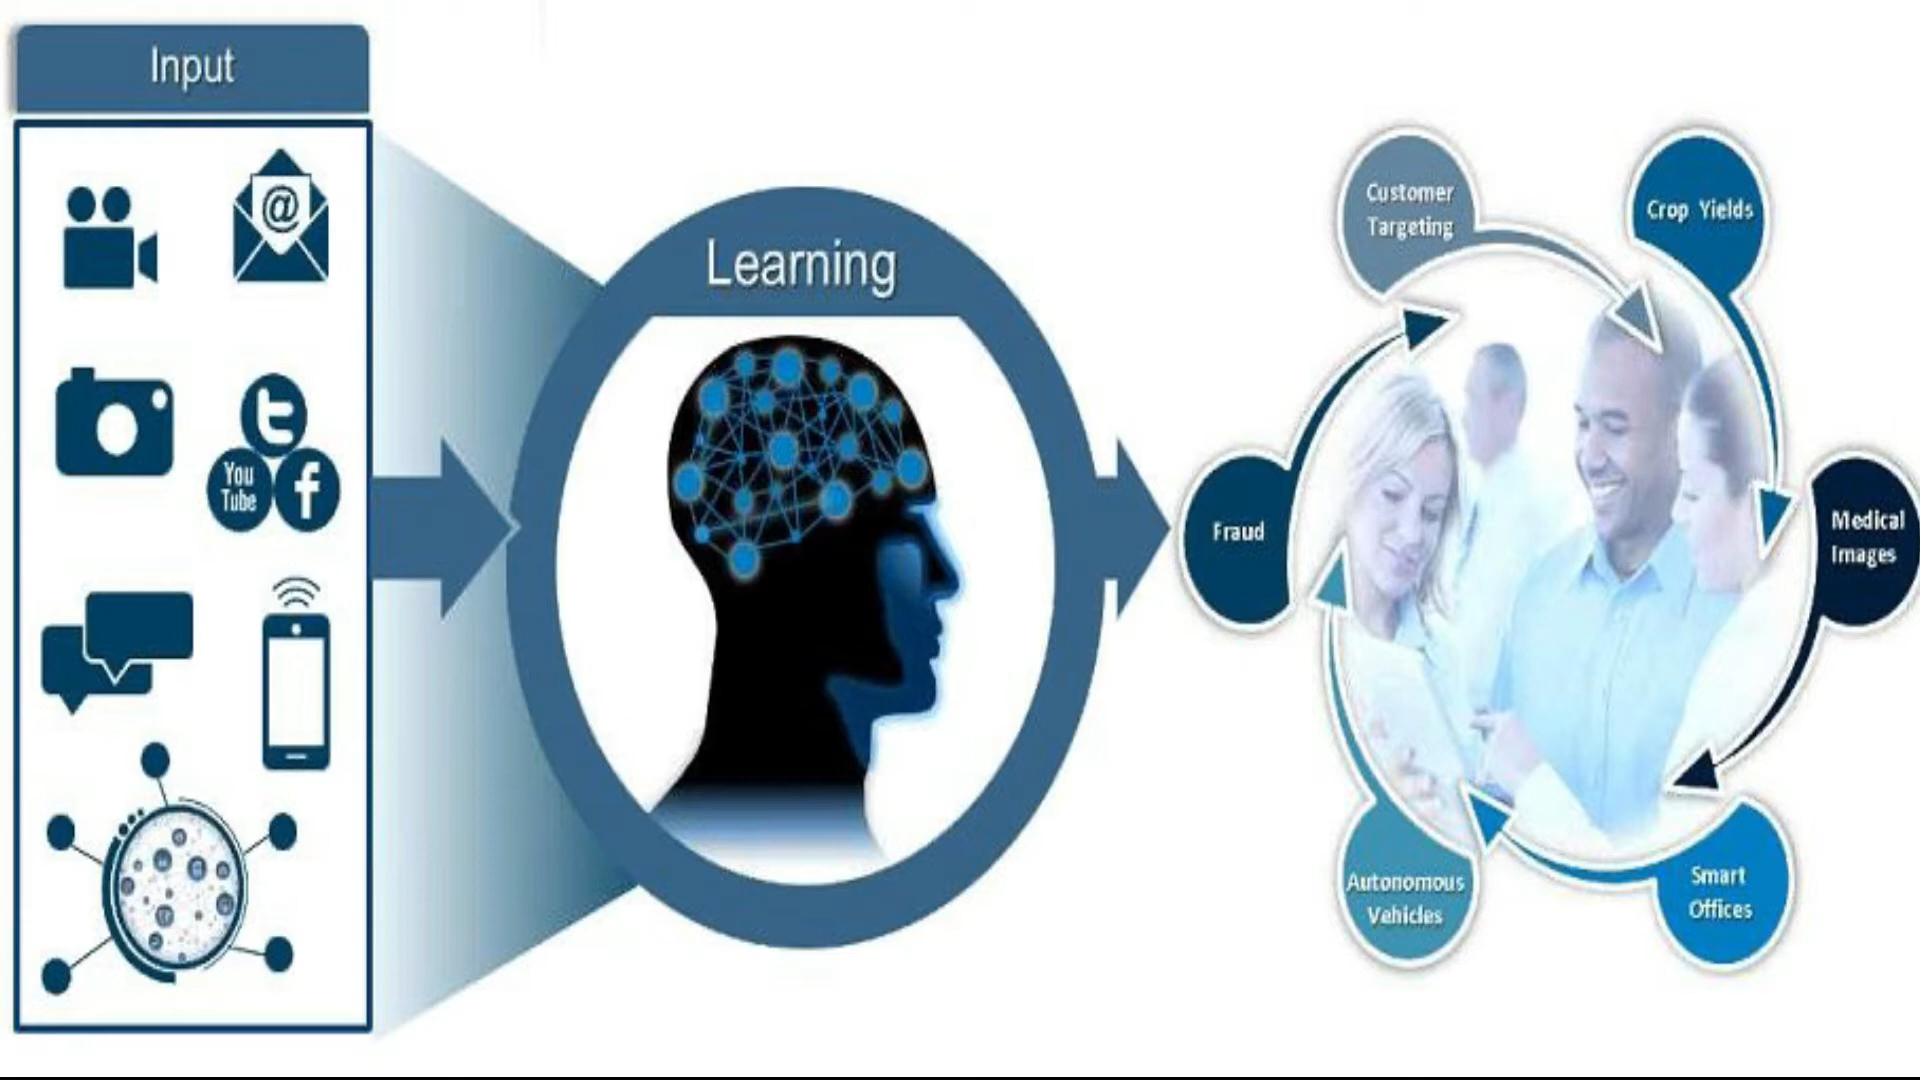 Input
@
You
Tube
f
Learning
Customer
Targeting
Crop Yields
Fraud
Medical
Images
Autonomous
Vehicles
Smart
Offices